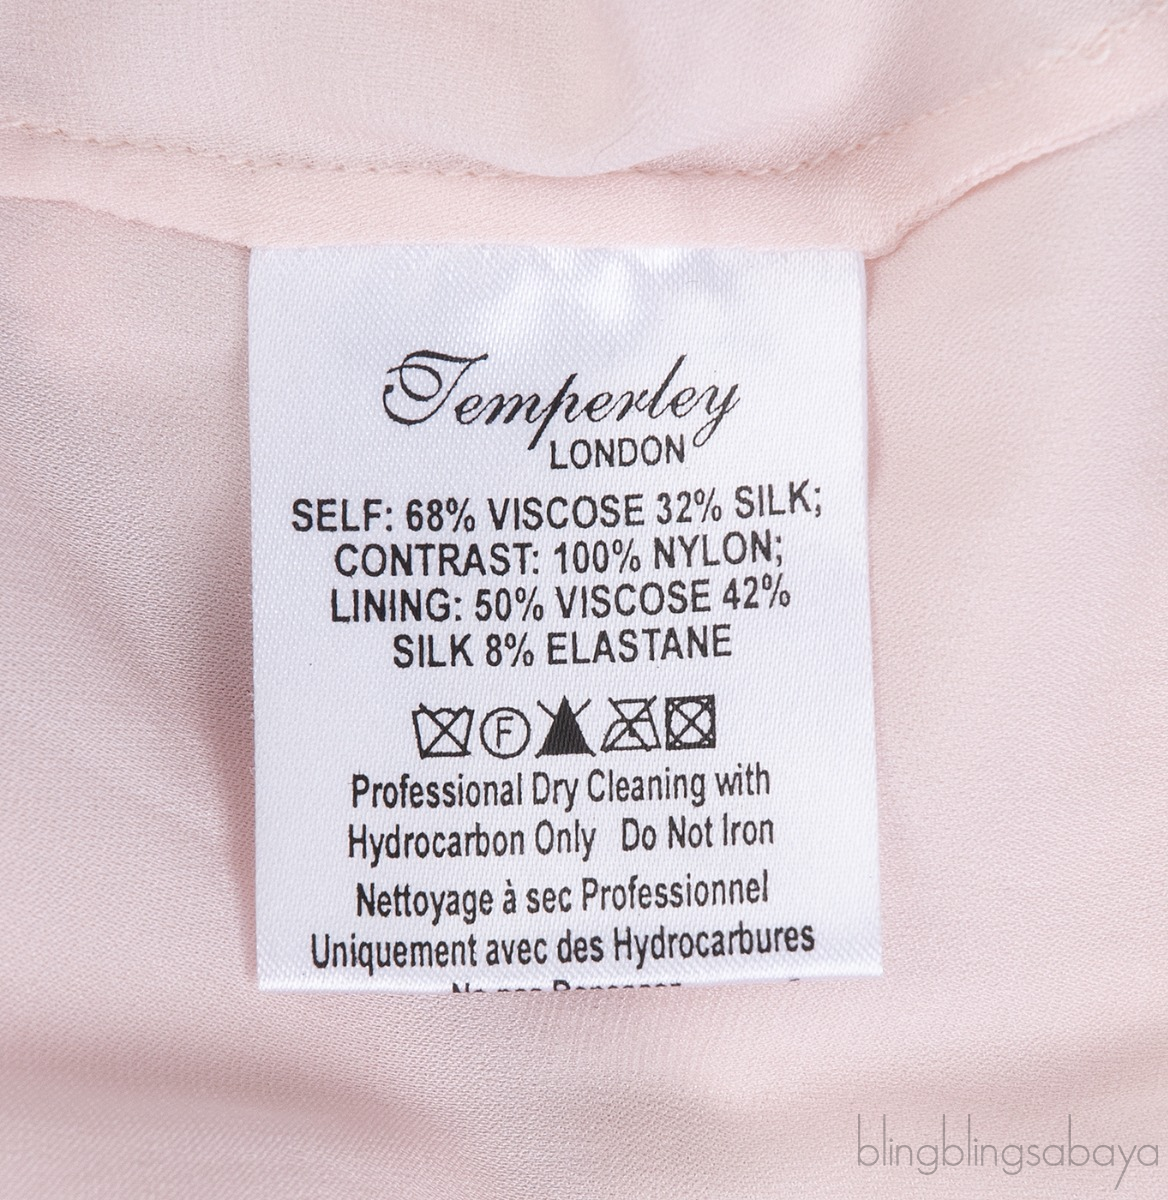 Temperley
LONDON
SELF: 68% VISCOSE 32% SILK;
CONTRAST: 100% NYLON;
LINING: 50% VISCOSE 42%
SILK 8% ELASTANE
F
Professional Dry Cleaning with
Hydrocarbon Only Do Not Iron
Nettoyage à sec Professionnel
Uniquement avec des Hydrocarbures
blingblingsabaya